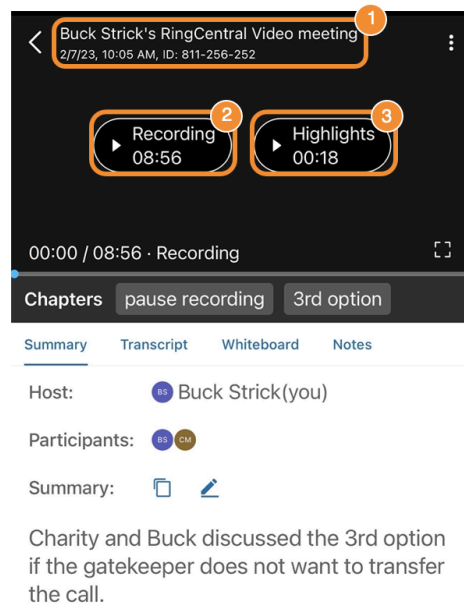 1
Buck Strick's RingCentral Video meeting
2/7/23, 10:05 AM, ID: 811-256-252
2
3
Recording
08:56
Highlights
00:18
00:00 / 08:56 · Recording
Chapters pause recording 3rd option
Summary Transcript Whiteboard Notes
Host: BS Buck Strick(you)
Participants: BS CM
Summary:
Charity and Buck discussed the 3rd option
if the gatekeeper does not want to transfer
the call.